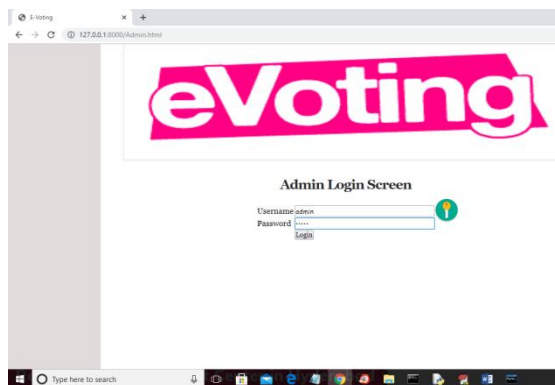 E-Voting
127.0.0.1:8000/Admin.html
eVoting
Admin Login Screen
Username admin
Password •••••
Login
Type here to search